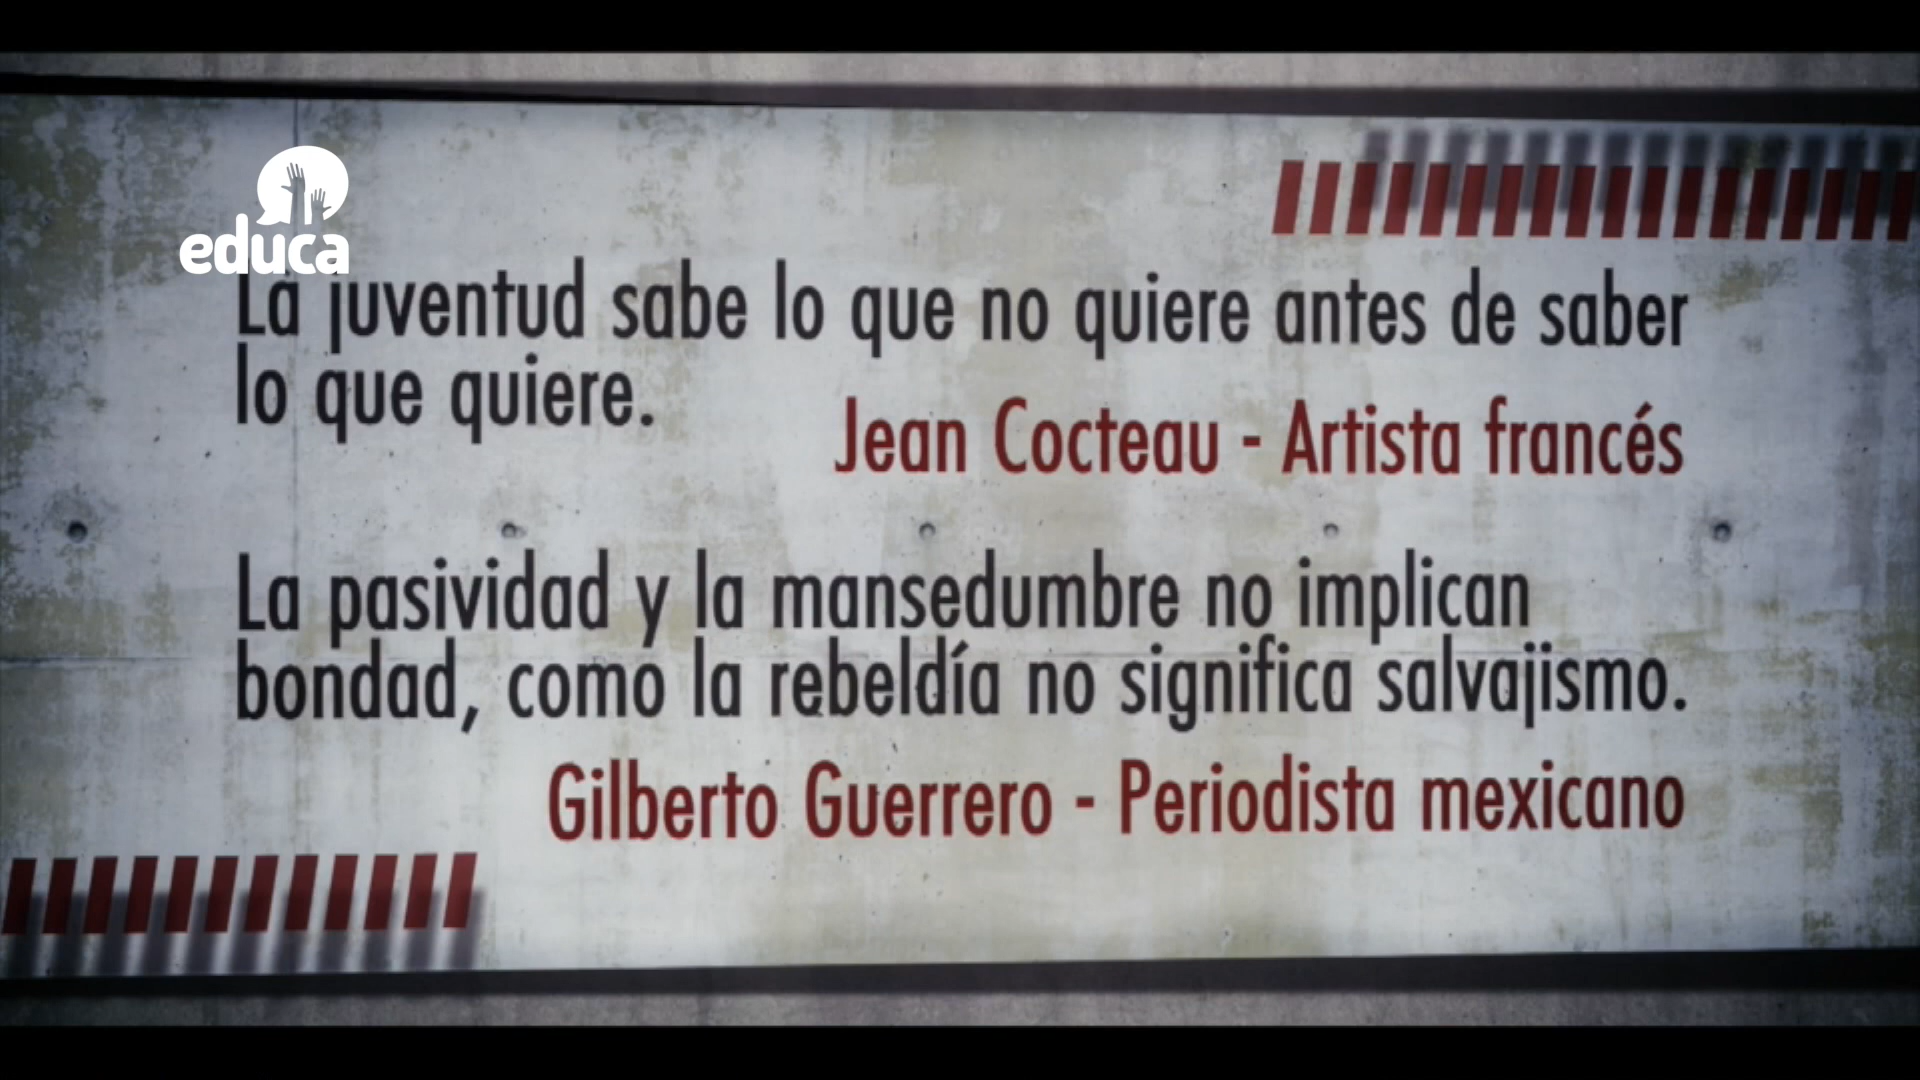 educa
La juventud sabe lo que no quiere antes de saber
lo que quiere.
Jean Cocteau - Artista francés
La pasividad y la mansedumbre no implican
bondad, como la rebeldía no significa salvajismo.
Gilberto Guerrero - Periodista mexicano